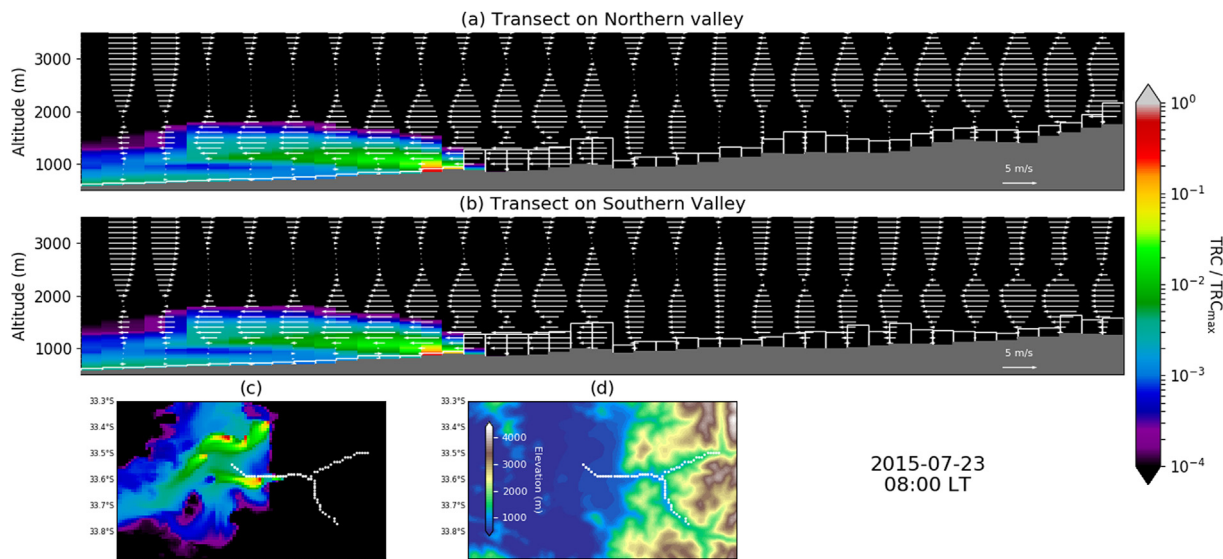 (a) Transect on Northern valley
Altitude (m)
3000
2000
1000
5 m/s
(b) Transect on Southern Valley
Altitude (m)
3000
2000
1000
5 m/s
TRC / TRCmax
10⁰
10⁻¹
10⁻²
10⁻³
10⁻⁴
(c)
33.3°S
33.4°S
33.5°S
33.6°S
33.7°S
33.8°S
(d)
33.3°S
33.4°S
33.5°S
33.6°S
33.7°S
33.8°S
4000
3000
2000
1000
Elevation (m)
2015-07-23
08:00 LT